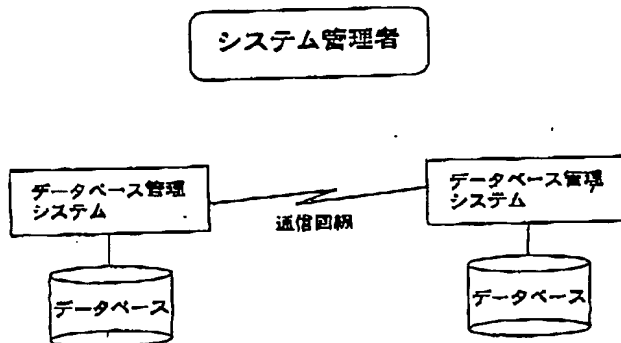 システム管理者
データベース管理
システム
データベース管理
システム
通信回線
データベース
データベース